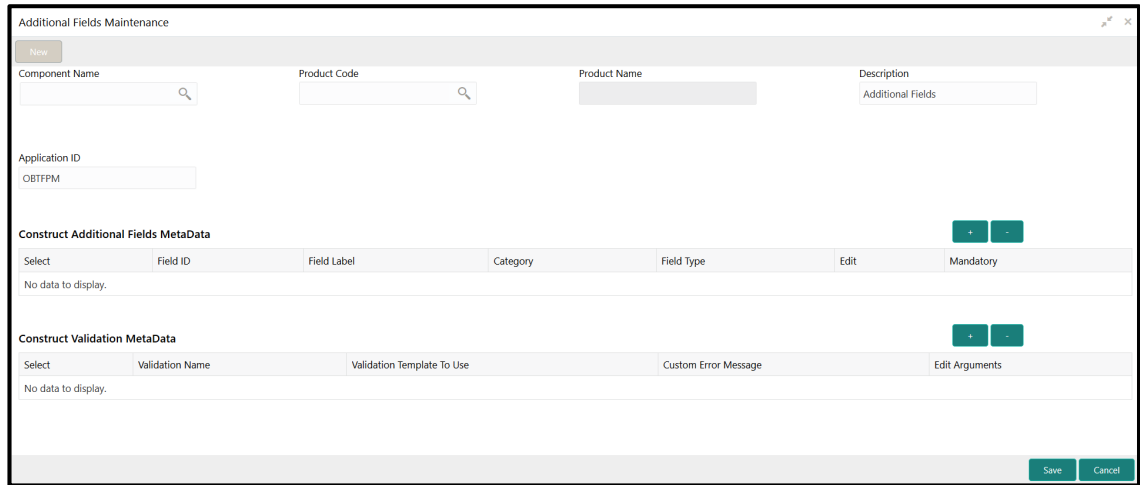 Additional Fields Maintenance
New
Component Name Product Code Product Name Description
Additional Fields
Application ID
OBTFPM
Construct Additional Fields MetaData + -
Select Field ID Field Label Category Field Type Edit Mandatory
No data to display.
Construct Validation MetaData + -
Select Validation Name Validation Template To Use Custom Error Message Edit Arguments
No data to display.
Save Cancel